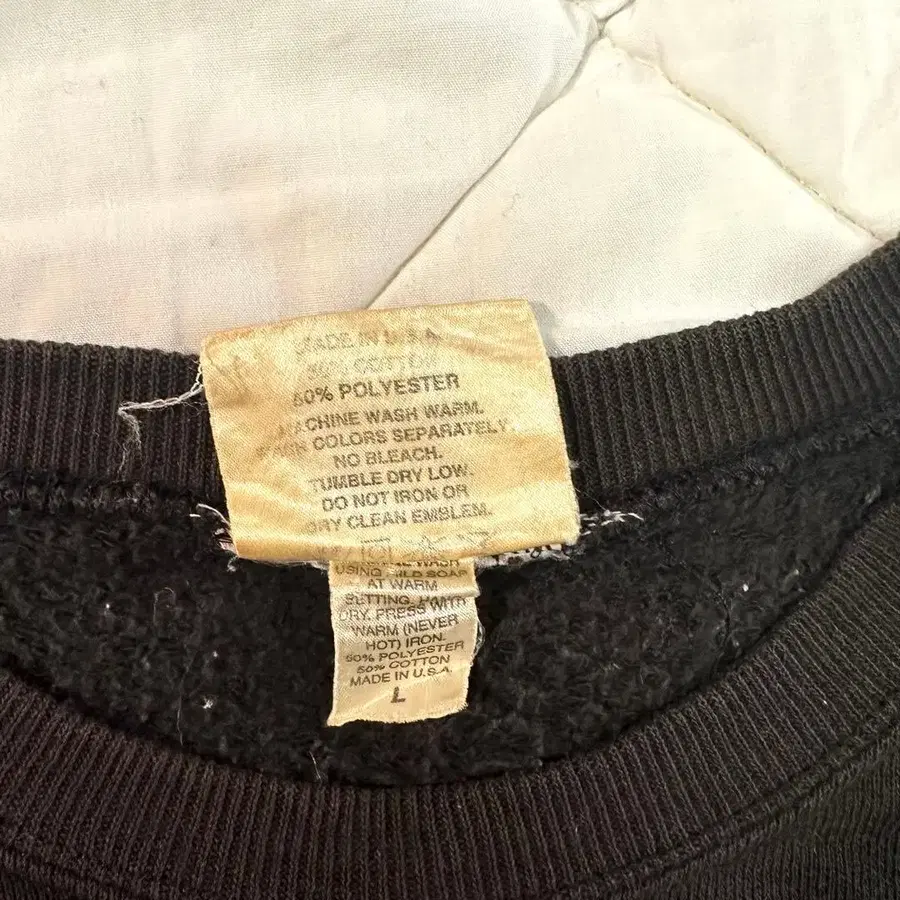 MADE IN U.S.A.
50% COTTON
50% POLYESTER
MACHINE WASH WARM.
WASH COLORS SEPARATELY.
NO BLEACH.
TUMBLE DRY LOW.
DO NOT IRON OR
DRY CLEAN EMBLEM.
WASH
USING MILD SOAP
AT WARM
SETTING.
DRY. PRESS WITH
WARM (NEVER
HOT) IRON.
50% POLYESTER
50% COTTON
MADE IN U.S.A.
L